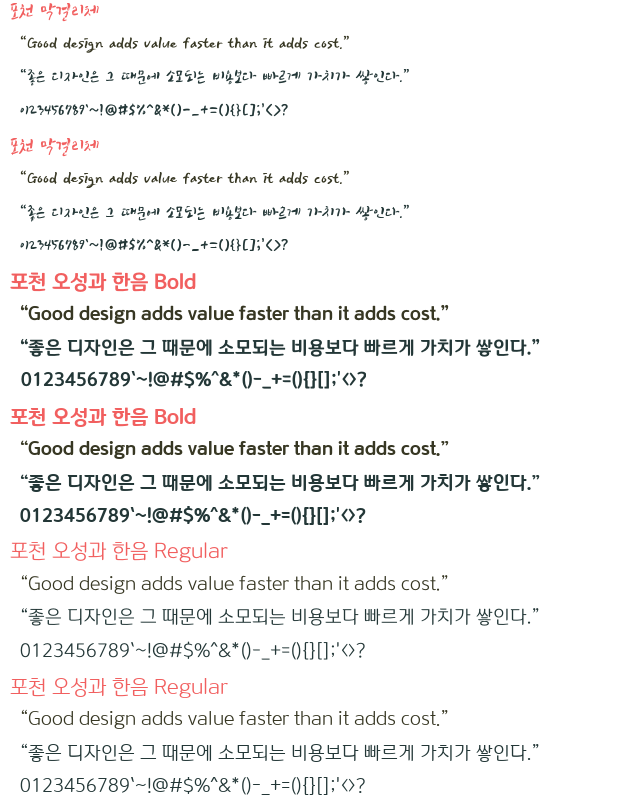 포천 막걸리체
“Good design adds value faster than it adds cost.”
“좋은 디자인은 그 때문에 소모되는 비용보다 빠르게 가치가 쌓인다.”
0123456789`~!@#$%^&*()-_+=(){}[];'<>?
포천 막걸리체
“Good design adds value faster than it adds cost.”
“좋은 디자인은 그 때문에 소모되는 비용보다 빠르게 가치가 쌓인다.”
0123456789`~!@#$%^&*()-_+=(){}[];'<>?
포천 오성과 한음 Bold
“Good design adds value faster than it adds cost.”
“좋은 디자인은 그 때문에 소모되는 비용보다 빠르게 가치가 쌓인다.”
0123456789`~!@#$%^&*()-_+=(){}[];'<>?
포천 오성과 한음 Bold
“Good design adds value faster than it adds cost.”
“좋은 디자인은 그 때문에 소모되는 비용보다 빠르게 가치가 쌓인다.”
0123456789`~!@#$%^&*()-_+=(){}[];'<>?
포천 오성과 한음 Regular
“Good design adds value faster than it adds cost.”
“좋은 디자인은 그 때문에 소모되는 비용보다 빠르게 가치가 쌓인다.”
0123456789`~!@#$%^&*()-_+=(){}[];'<>?
포천 오성과 한음 Regular
“Good design adds value faster than it adds cost.”
“좋은 디자인은 그 때문에 소모되는 비용보다 빠르게 가치가 쌓인다.”
0123456789`~!@#$%^&*()-_+=(){}[];'<>?